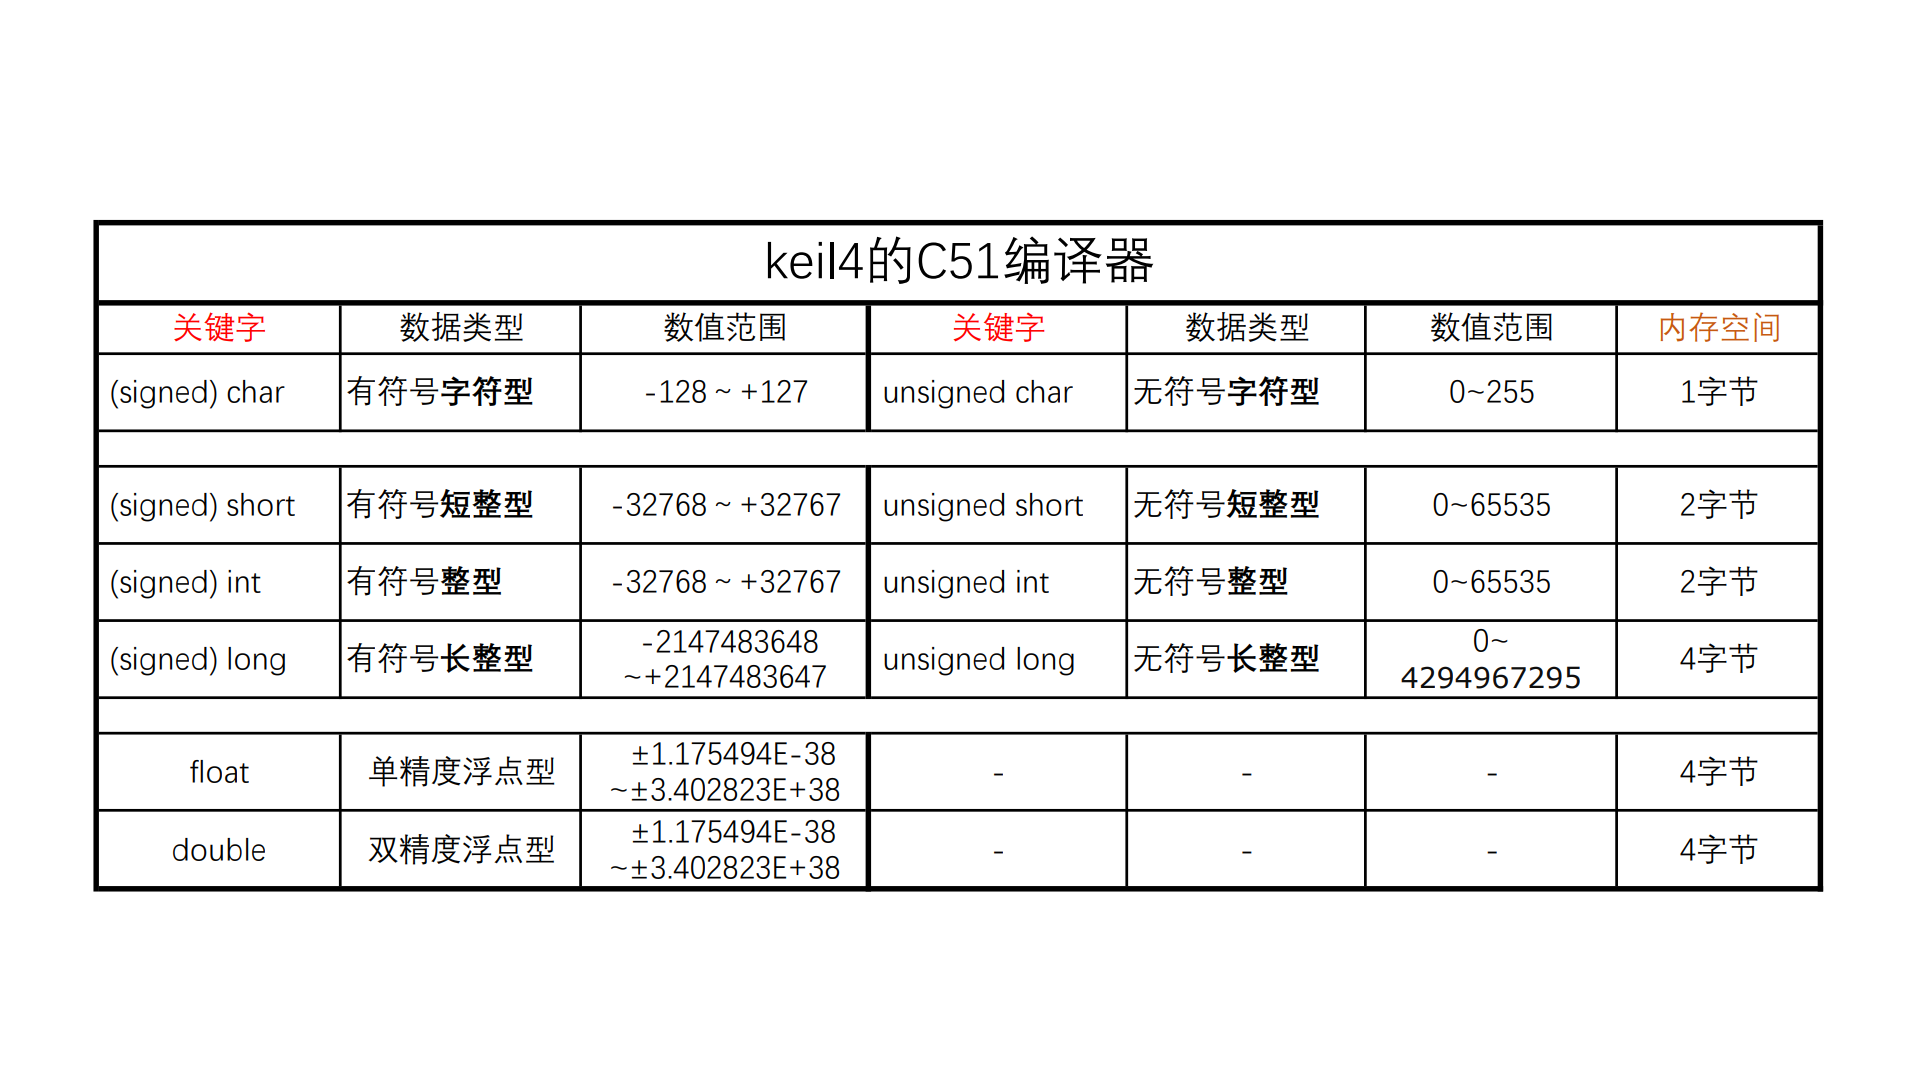 keil4的C51编译器
关键字 数据类型 数值范围 关键字 数据类型 数值范围 内存空间
(signed) char 有符号字符型 -128 ~ +127 unsigned char 无符号字符型 0~255 1字节
(signed) short 有符号短整型 -32768 ~ +32767 unsigned short 无符号短整型 0~65535 2字节
(signed) int 有符号整型 -32768 ~ +32767 unsigned int 无符号整型 0~65535 2字节
(signed) long 有符号长整型 -2147483648 ~+2147483647 unsigned long 无符号长整型 0~ 4294967295 4字节
float 单精度浮点型 ±1.175494E-38 ~±3.402823E+38 - - - 4字节
double 双精度浮点型 ±1.175494E-38 ~±3.402823E+38 - - - 4字节